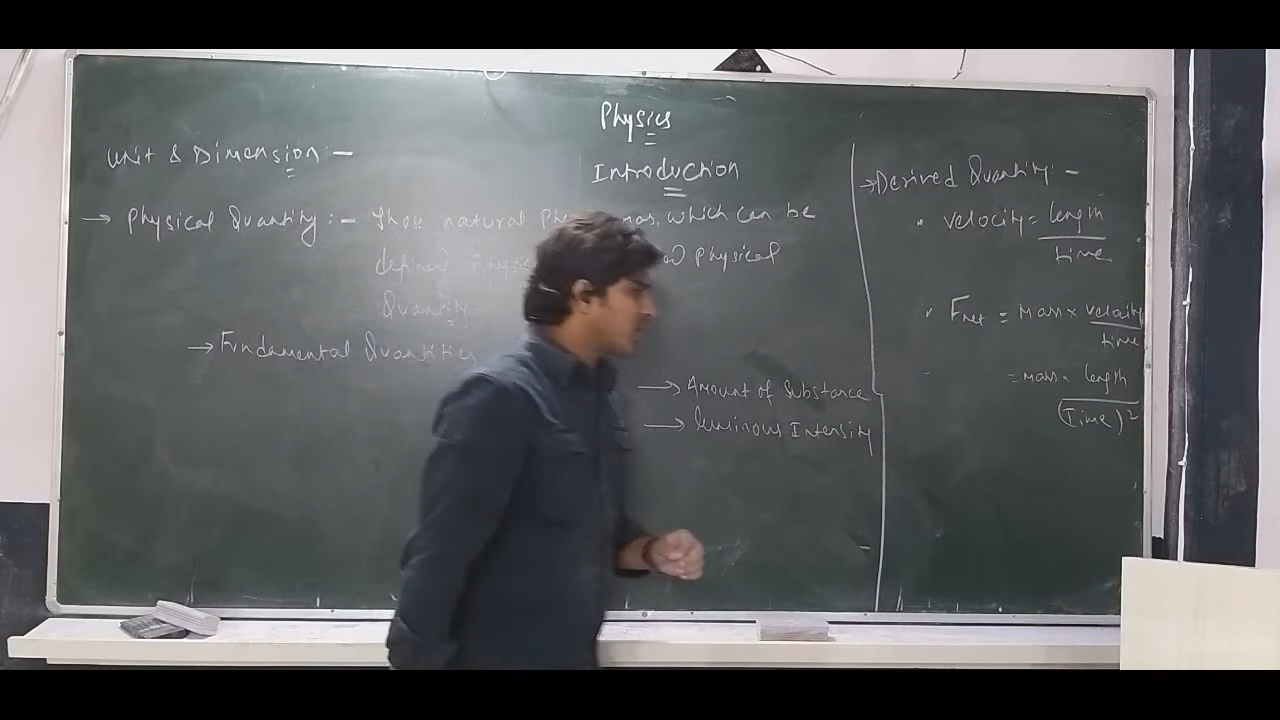 Physics
Introduction
Unit & Dimension :-
→ Physical Quantity :- Those natural which can be
defined physical
Quantity
→ Fundamental Quantities
→ Amount of Substance
→ luminous Intensity
→ Derived Quantity :-
• velocity = length / time
• Fnet = mass × velocity / time
= mass × length / (Time)²